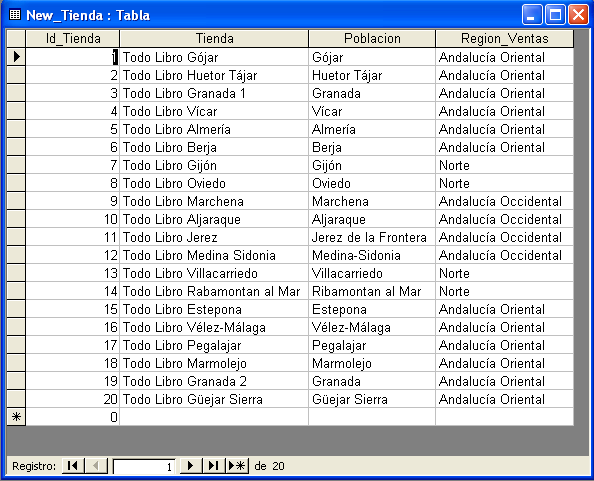 New_Tienda : Tabla
Id_Tienda Tienda Poblacion Region_Ventas
1 Todo Libro Gójar Gójar Andalucía Oriental
2 Todo Libro Huetor Tájar Huetor Tájar Andalucía Oriental
3 Todo Libro Granada 1 Granada Andalucía Oriental
4 Todo Libro Vícar Vícar Andalucía Oriental
5 Todo Libro Almería Almería Andalucía Oriental
6 Todo Libro Berja Berja Andalucía Oriental
7 Todo Libro Gijón Gijón Norte
8 Todo Libro Oviedo Oviedo Norte
9 Todo Libro Marchena Marchena Andalucía Occidental
10 Todo Libro Aljaraque Aljaraque Andalucía Occidental
11 Todo Libro Jerez Jerez de la Frontera Andalucía Occidental
12 Todo Libro Medina Sidonia Medina-Sidonia Andalucía Occidental
13 Todo Libro Villacarriedo Villacarriedo Norte
14 Todo Libro Rabamontan al Mar Ribamontan al Mar Norte
15 Todo Libro Estepona Estepona Andalucía Oriental
16 Todo Libro Vélez-Málaga Vélez-Málaga Andalucía Oriental
17 Todo Libro Pegalajar Pegalajar Andalucía Oriental
18 Todo Libro Marmolejo Marmolejo Andalucía Oriental
19 Todo Libro Granada 2 Granada Andalucía Oriental
20 Todo Libro Güejar Sierra Güejar Sierra Andalucía Oriental
0
Registro: 1 de 20